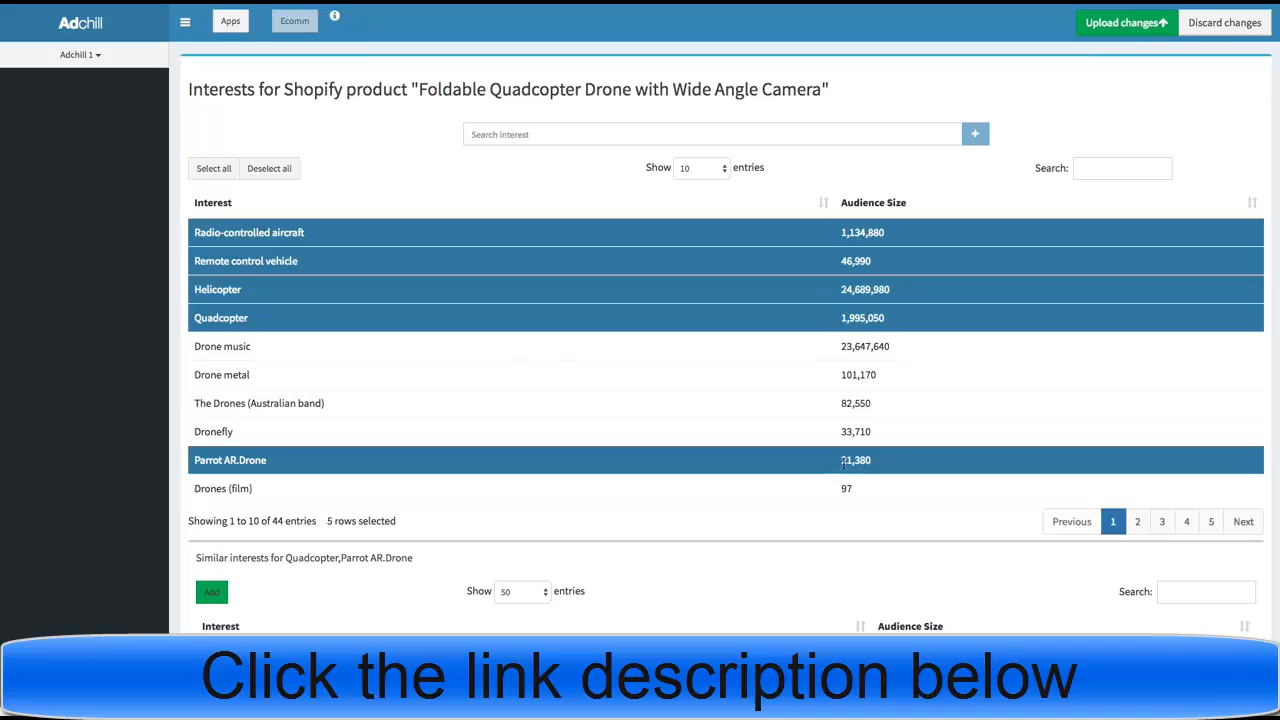 Adchill
Apps
Ecomm
Upload changes
Discard changes
Adchill 1
Interests for Shopify product "Foldable Quadcopter Drone with Wide Angle Camera"
Search interest
Select all
Deselect all
Show 10 entries
Search:
Interest Audience Size
Radio-controlled aircraft 1,134,880
Remote control vehicle 46,990
Helicopter 24,689,980
Quadcopter 1,995,050
Drone music 23,647,640
Drone metal 101,170
The Drones (Australian band) 82,550
Dronefly 33,710
Parrot AR.Drone 21,380
Drones (film) 97
Showing 1 to 10 of 44 entries 5 rows selected
Previous 1 2 3 4 5 Next
Similar interests for Quadcopter,Parrot AR.Drone
Add
Show 50 entries
Search:
Interest Audience Size
Click the link description below